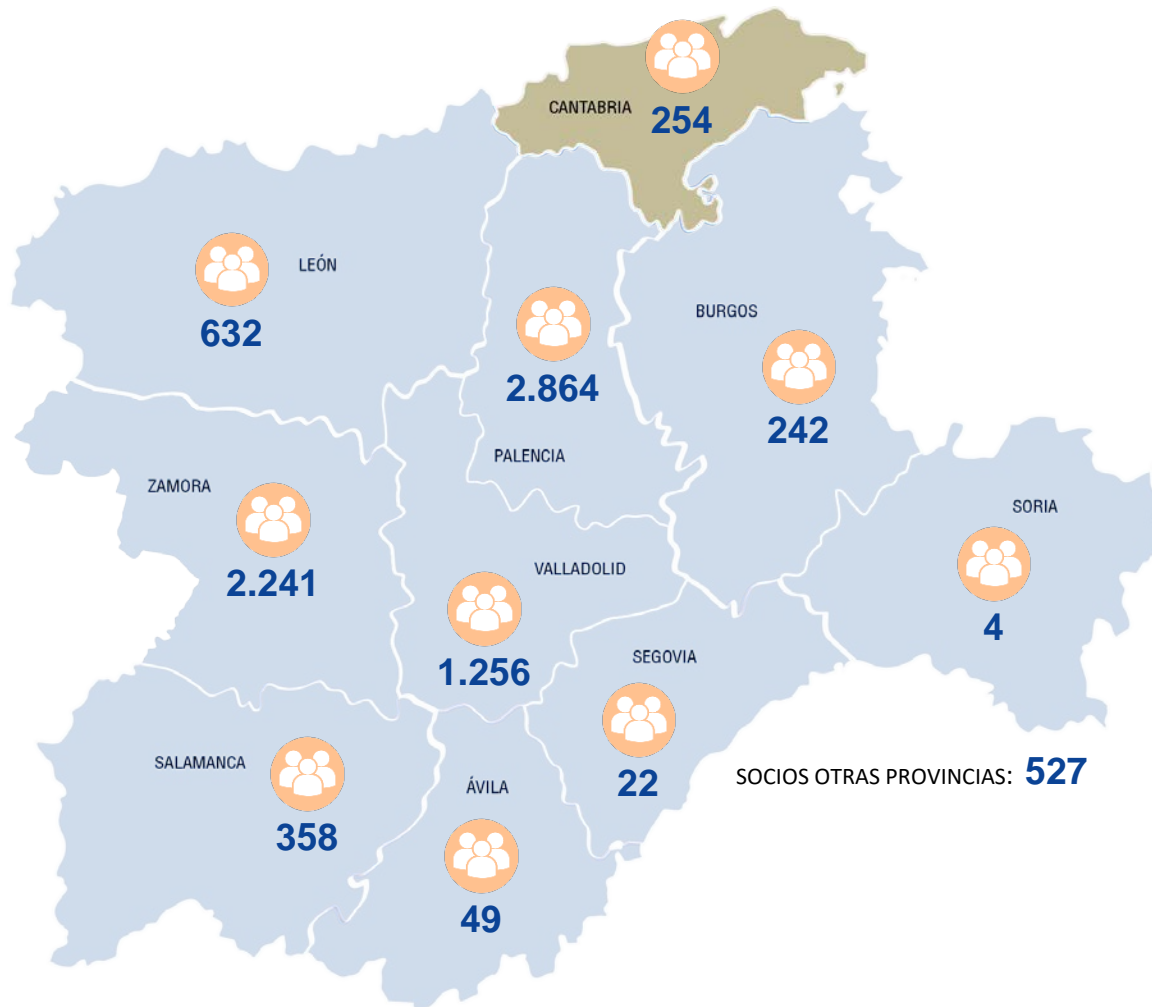 CANTABRIA
254
LEÓN
632
2.864
PALENCIA
BURGOS
242
ZAMORA
2.241
VALLADOLID
1.256
SORIA
4
SEGOVIA
22
SALAMANCA
358
ÁVILA
49
SOCIOS OTRAS PROVINCIAS: 527